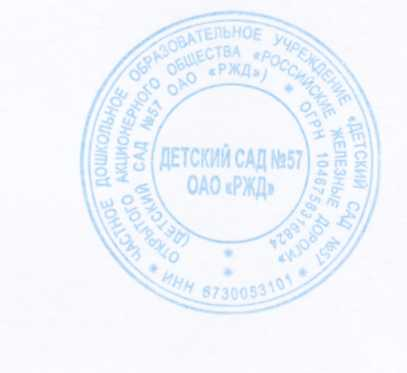 ЧАСТНОЕ ДОШКОЛЬНОЕ ОБРАЗОВАТЕЛЬНОЕ УЧРЕЖДЕНИЕ «ДЕТСКИЙ САД №57
ОТКРЫТОГО АКЦИОНЕРНОГО ОБЩЕСТВА «РОССИЙСКИЕ ЖЕЛЕЗНЫЕ ДОРОГИ»
(ДЕТСКИЙ САД №57 ОАО «РЖД») * ОГРН 1046758316824
* ИНН 6730053101 *
ДЕТСКИЙ САД №57
ОАО «РЖД»